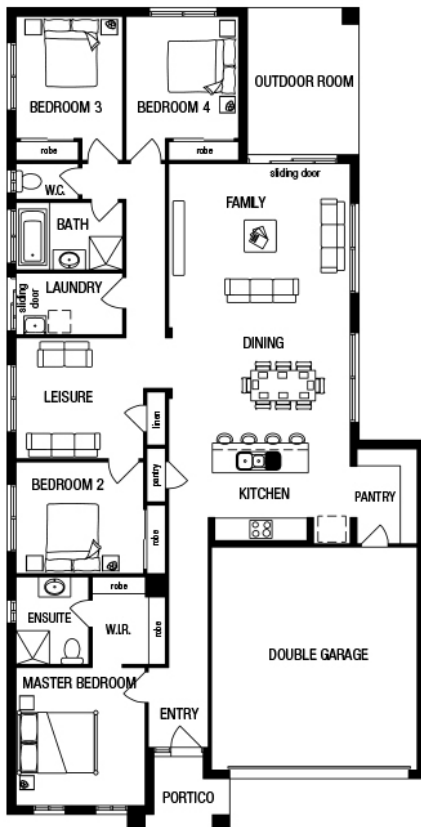 BEDROOM 3
BEDROOM 4
OUTDOOR ROOM
robe
robe
sliding door
W.C.
FAMILY
BATH
LAUNDRY
sliding door
DINING
LEISURE
linen
BEDROOM 2
pantry
KITCHEN
PANTRY
robe
robe
ENSUITE
W.I.R.
robe
DOUBLE GARAGE
MASTER BEDROOM
ENTRY
PORTICO